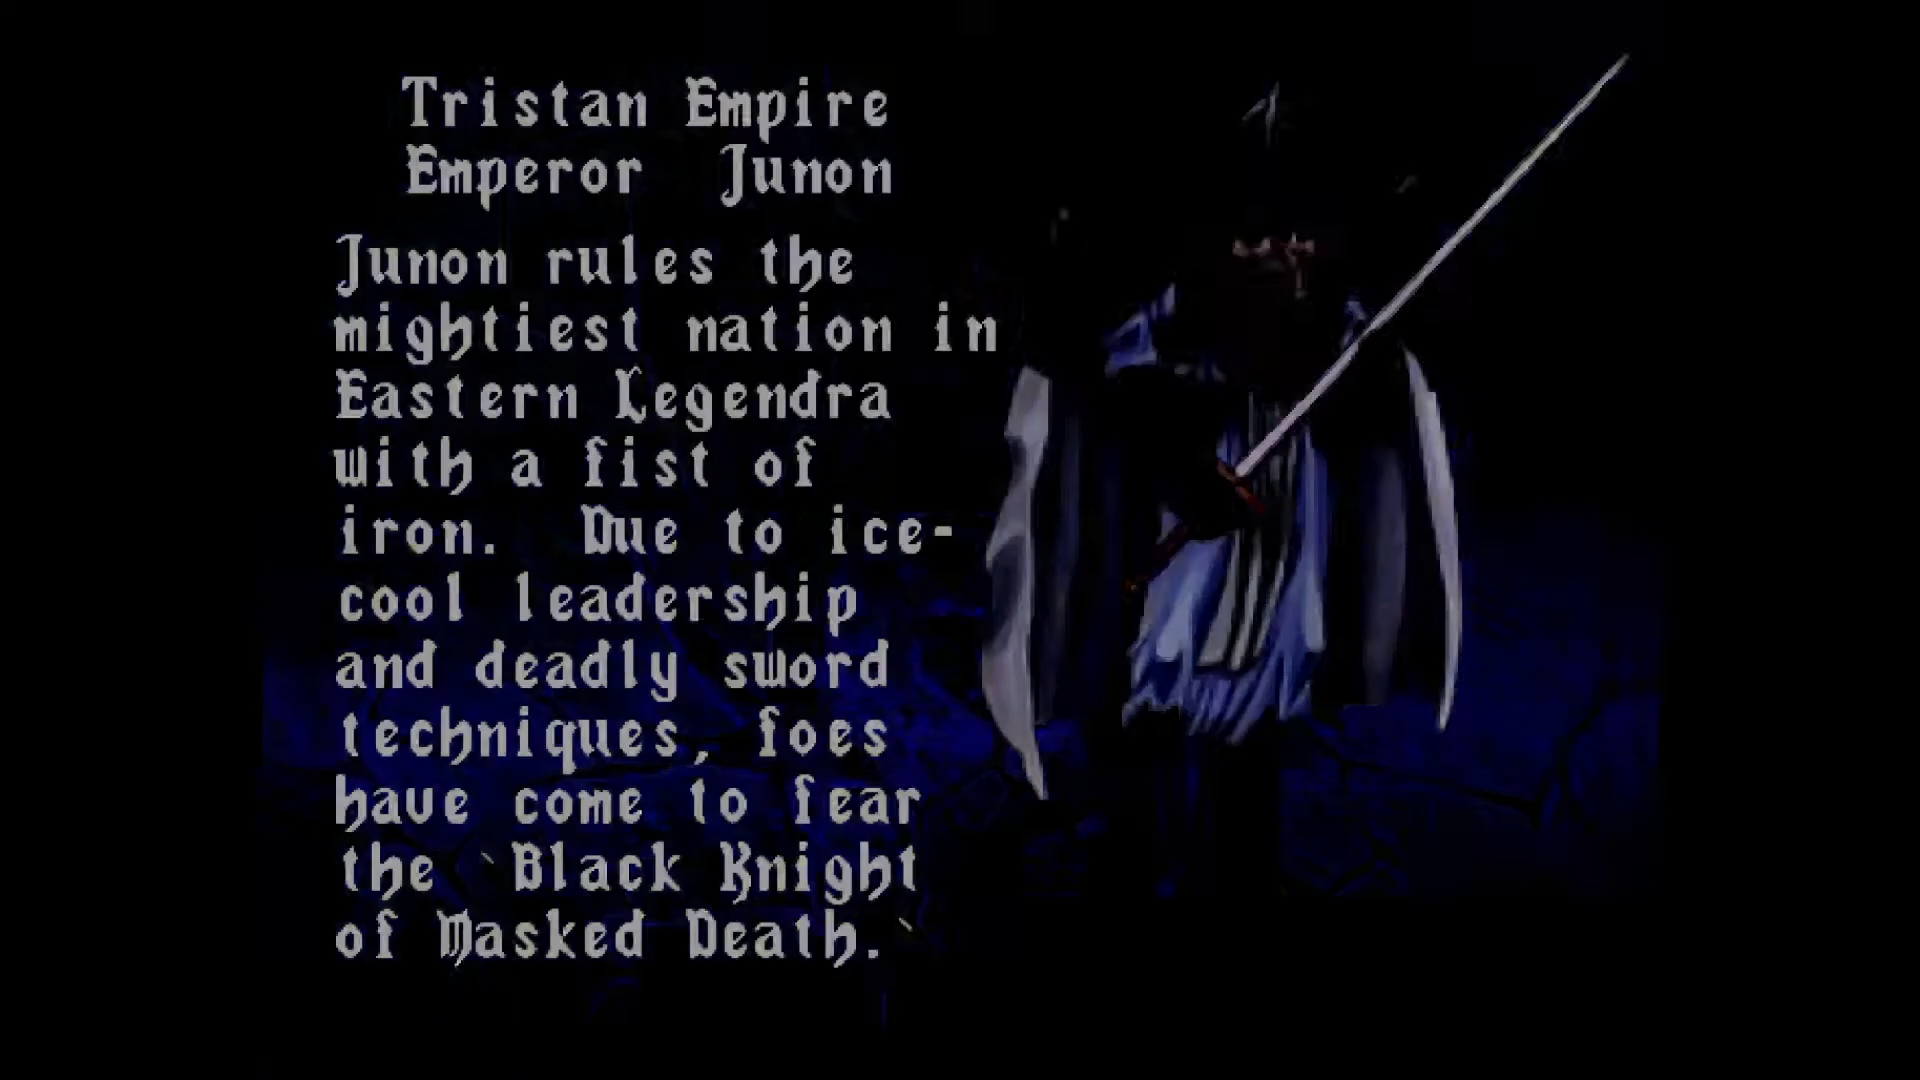 Tristan Empire
Emperor Junon
Junon rules the
mightiest nation in
Eastern Legendra
with a fist of
iron. Due to ice-
cool leadership
and deadly sword
techniques, foes
have come to fear
the `Black Knight
of Masked Death.`